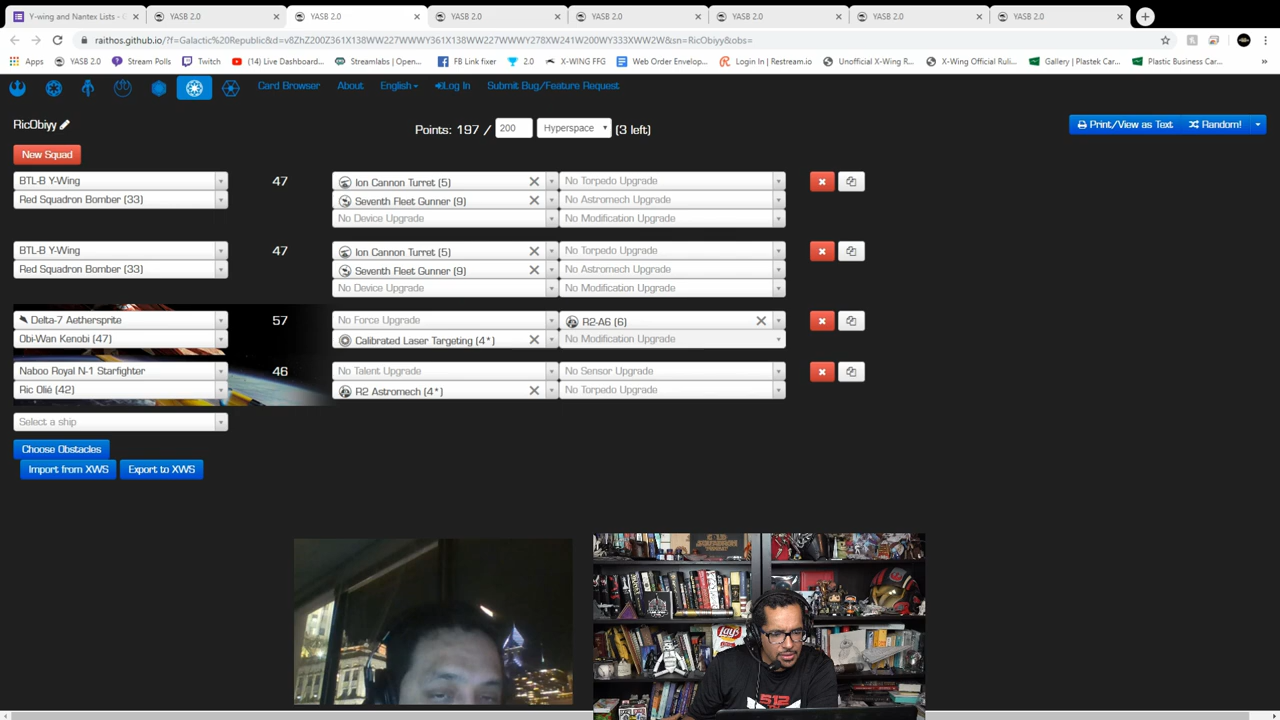 Y-wing and Nantex Lists - G
YASB 2.0
YASB 2.0
YASB 2.0
YASB 2.0
YASB 2.0
YASB 2.0
YASB 2.0
raithos.github.io/?f=Galactic%20Republic&d=v8Zh200Z361X138WW227WWWY361X138WW227WWWY278XW241W200WY333XWW2W&sn=RicObiyy&obs=
Apps YASB 2.0 Stream Polls Twitch (14) Live Dashboard... Streamlabs | Open... FB Link fixer 2.0 X-WING FFG Web Order Envelop... Log In | Restream.io Unofficial X-Wing R... X-Wing Official Ruli... Gallery | Plastek Car... Plastic Business Car... »
Card Browser About English Log In Submit Bug/Feature Request
RicObiyy Points: 197 / 200 Hyperspace (3 left) Print/View as Text Random!
New Squad
BTL-B Y-Wing 47 Ion Cannon Turret (5) No Torpedo Upgrade
Red Squadron Bomber (33) Seventh Fleet Gunner (9) No Astromech Upgrade
No Device Upgrade No Modification Upgrade
BTL-B Y-Wing 47 Ion Cannon Turret (5) No Torpedo Upgrade
Red Squadron Bomber (33) Seventh Fleet Gunner (9) No Astromech Upgrade
No Device Upgrade No Modification Upgrade
Delta-7 Aethersprite 57 No Force Upgrade R2-A6 (6)
Obi-Wan Kenobi (47) Calibrated Laser Targeting (4*) No Modification Upgrade
Naboo Royal N-1 Starfighter 46 No Talent Upgrade No Sensor Upgrade
Ric Olié (42) R2 Astromech (4*) No Torpedo Upgrade
Select a ship
Choose Obstacles
Import from XWS Export to XWS
Lay's
512